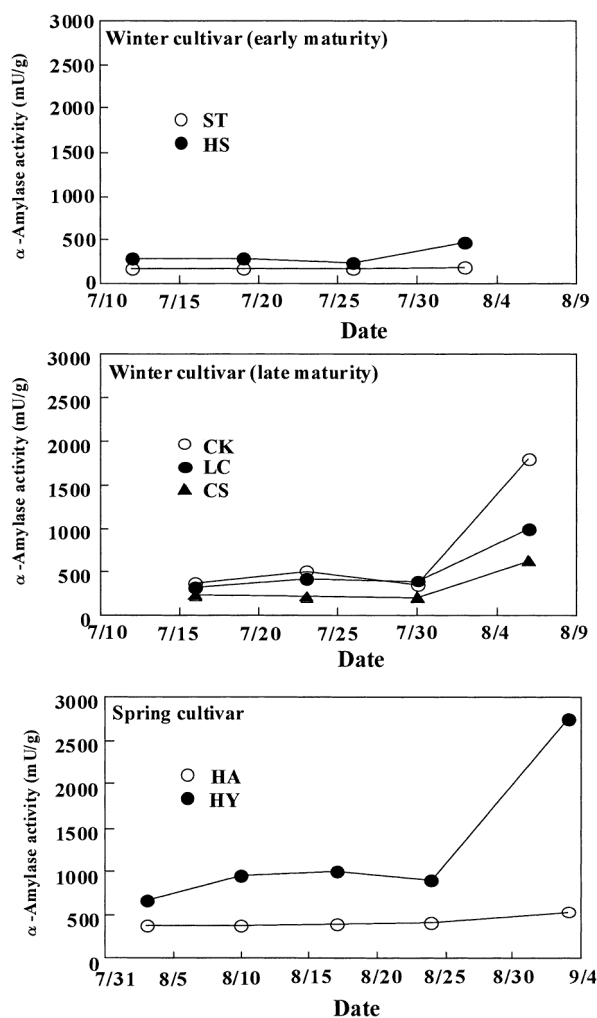 Winter cultivar (early maturity)
α -Amylase activity (mU/g)
3000
2500
2000
1500
1000
500
0
ST
HS
7/10 7/15 7/20 7/25 7/30 8/4 8/9
Date
Winter cultivar (late maturity)
α -Amylase activity (mU/g)
3000
2500
2000
1500
1000
500
0
CK
LC
CS
7/10 7/15 7/20 7/25 7/30 8/4 8/9
Date
Spring cultivar
α -Amylase activity (mU/g)
3000
2500
2000
1500
1000
500
0
HA
HY
7/31 8/5 8/10 8/15 8/20 8/25 8/30 9/4
Date